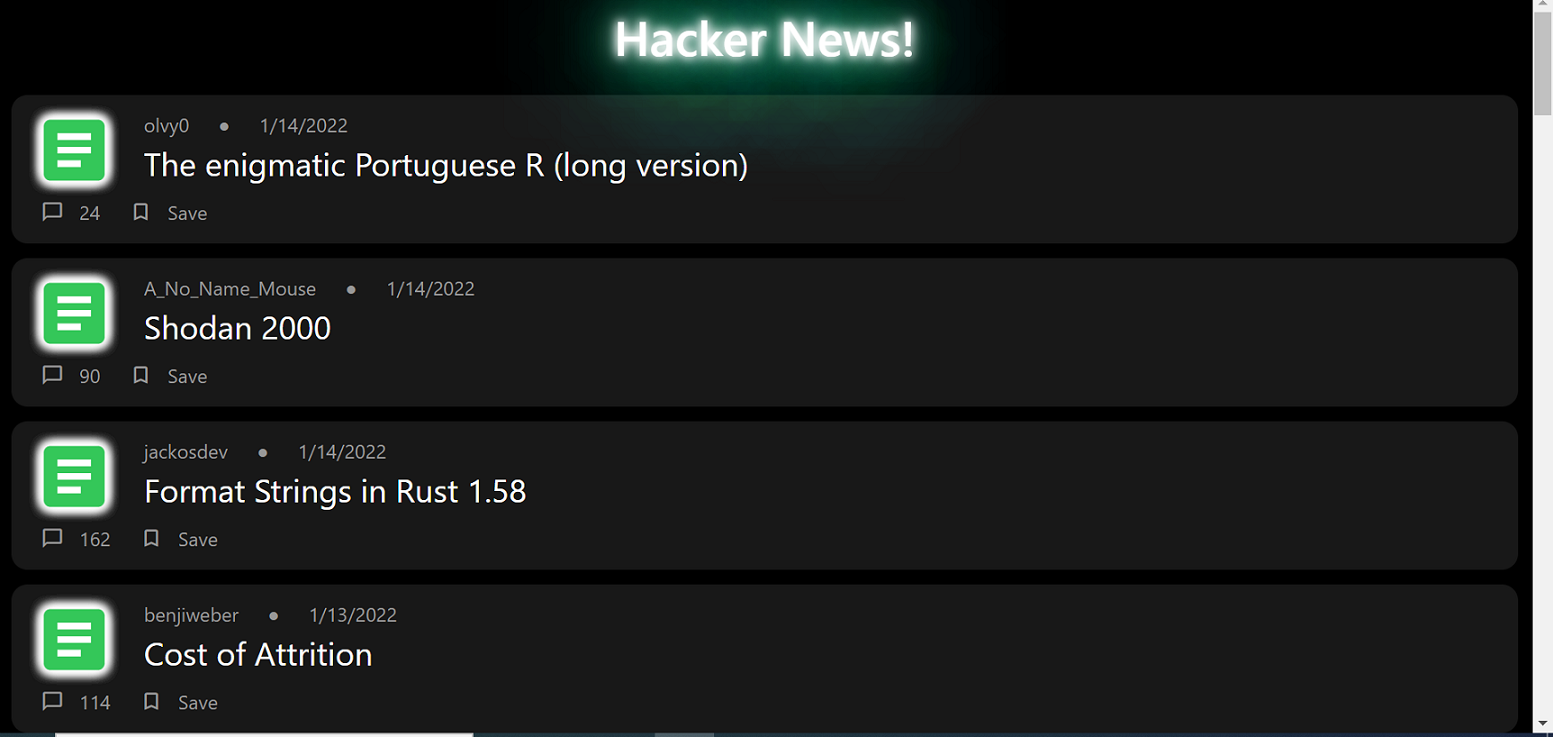 Hacker News!
olvy0 • 1/14/2022
The enigmatic Portuguese R (long version)
24 Save
A_No_Name_Mouse • 1/14/2022
Shodan 2000
90 Save
jackosdev • 1/14/2022
Format Strings in Rust 1.58
162 Save
benjiweber • 1/13/2022
Cost of Attrition
114 Save